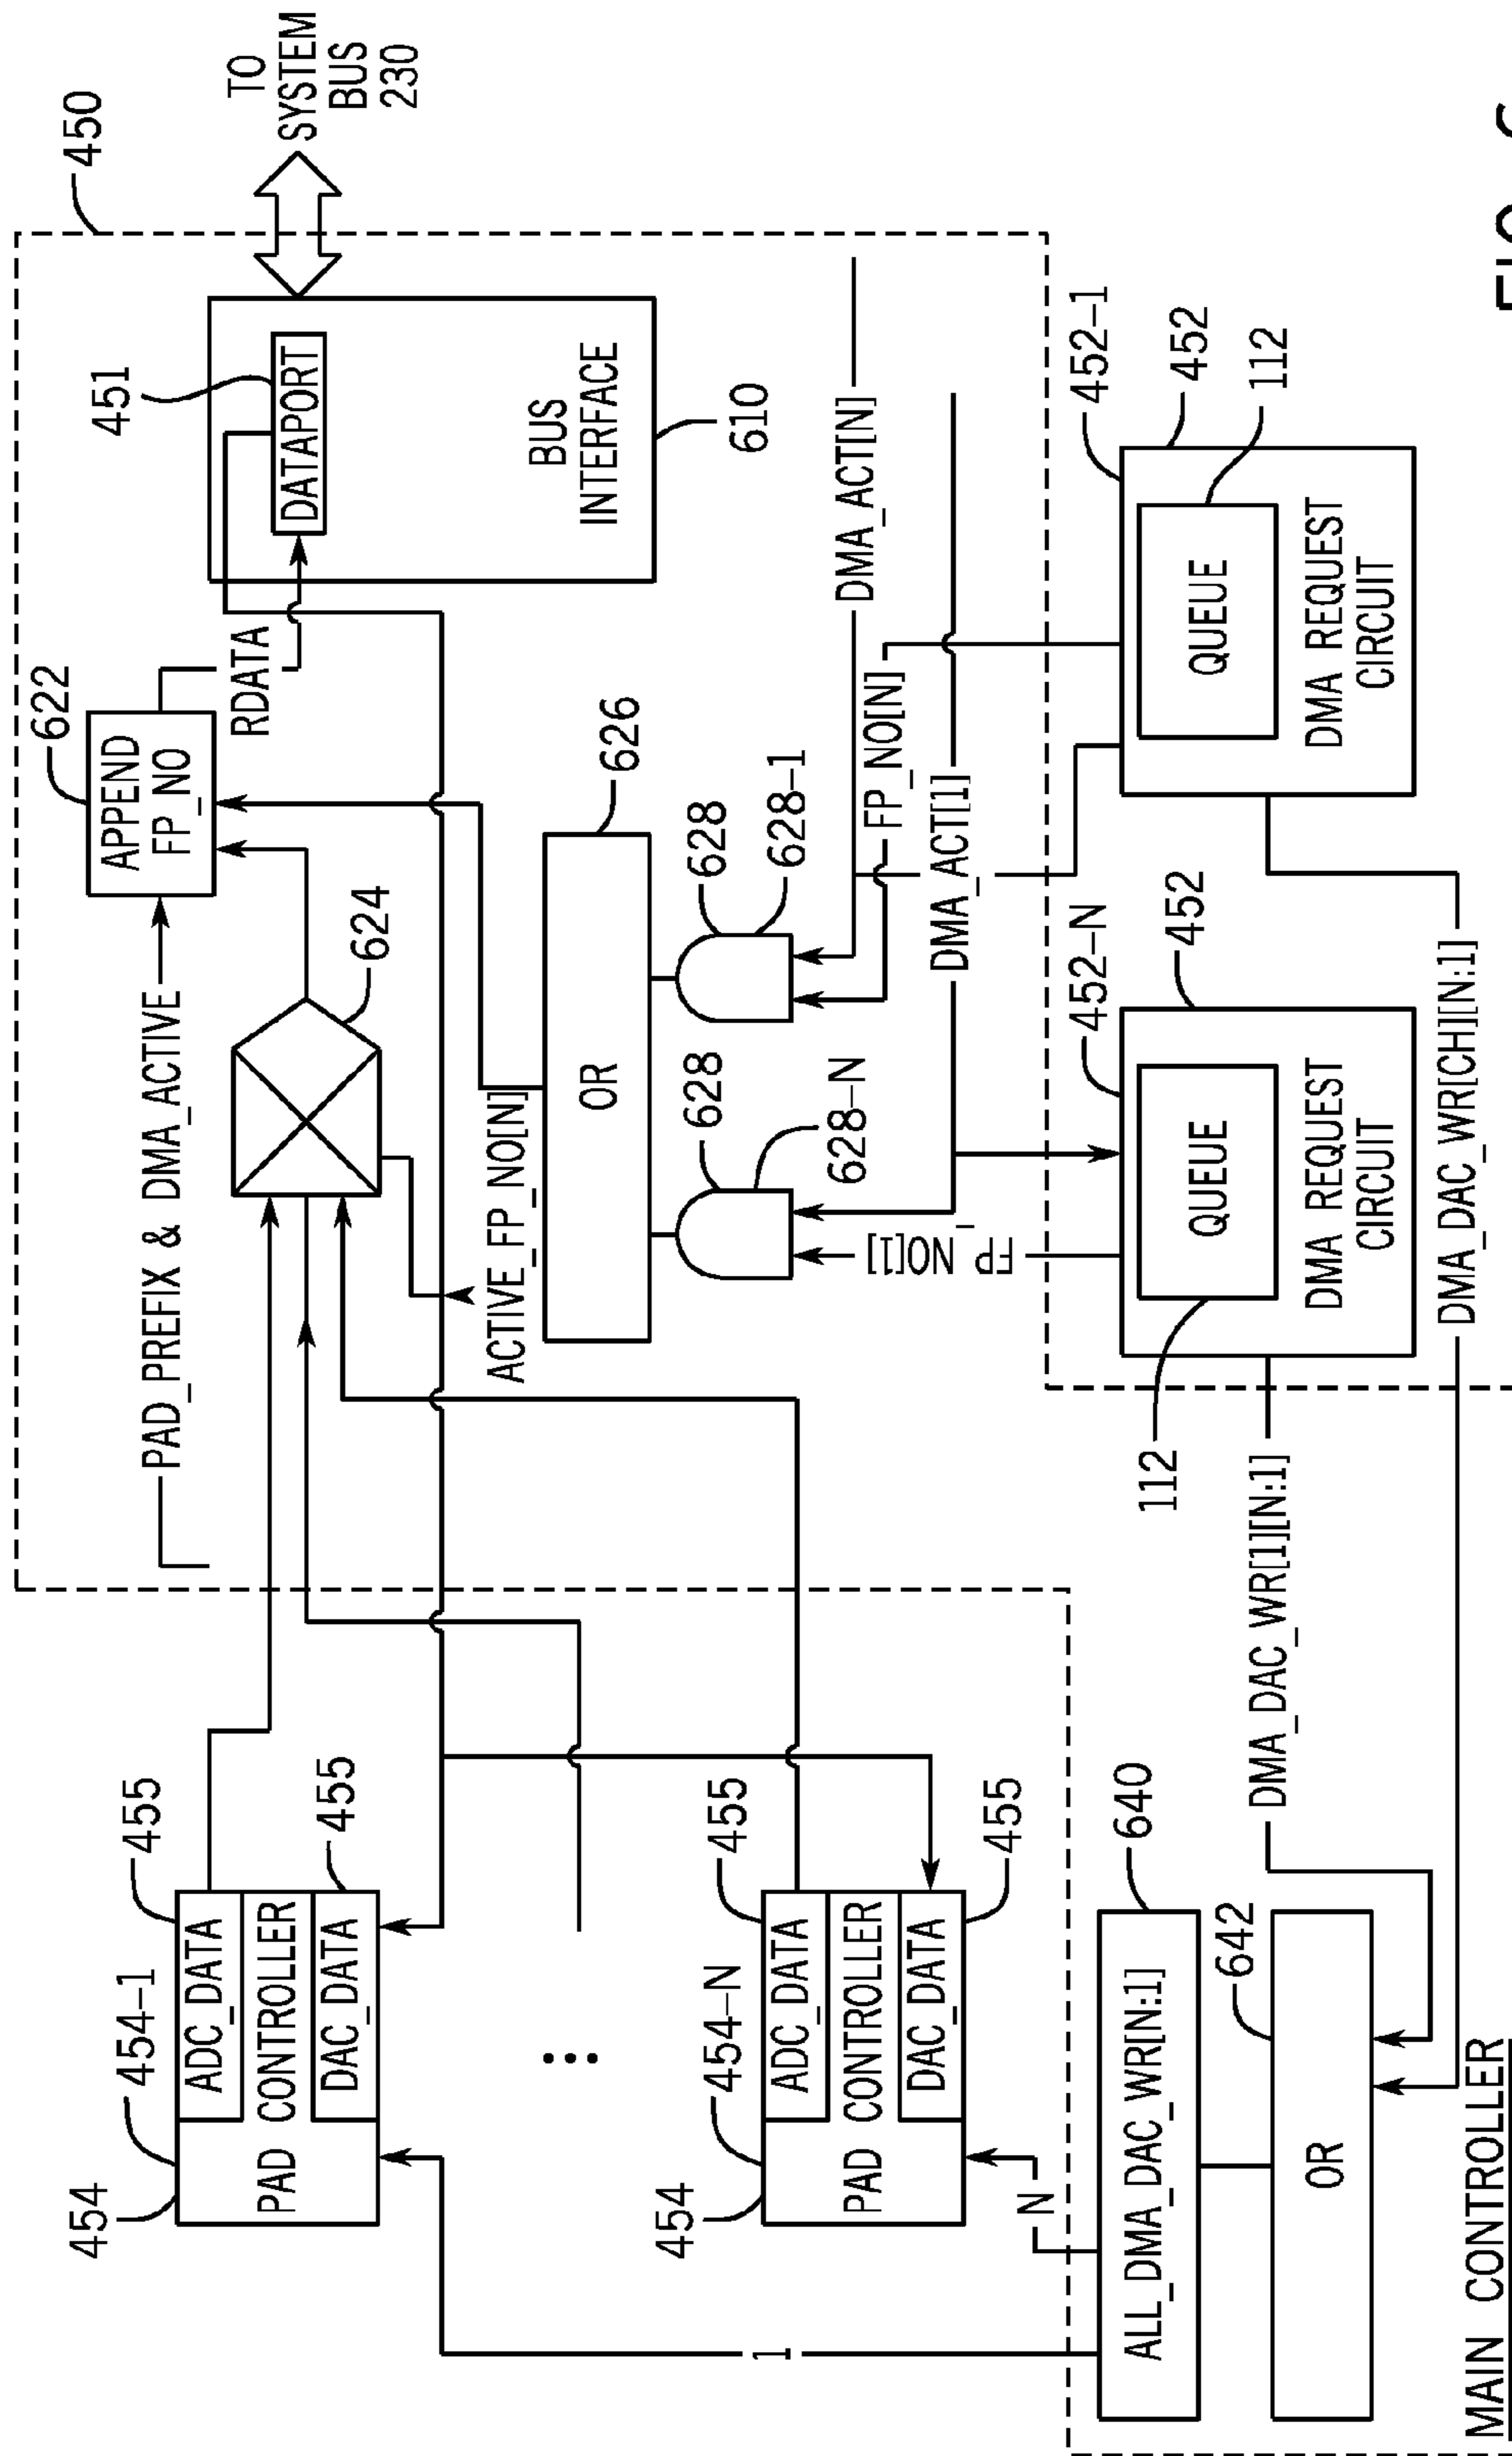 454
454-1
455
ADC_DATA
PAD CONTROLLER
DAC_DATA
455
PAD_PREFIX & DMA_ACTIVE
622
APPEND
FP_NO
RDATA
624
451
DATAPORT
BUS
INTERFACE
610
450
TO
SYSTEM
BUS
230
454
454-N
455
ADC_DATA
PAD CONTROLLER
DAC_DATA
455
ACTIVE_FP_NO[N]
OR
626
628
628-N
628
628-1
DMA_ACT[N]
FP_NO[N]
DMA_ACT[1]
FP_NO[1]
1
N
640
ALL_DMA_DAC_WR[N:1]
642
OR
DMA_DAC_WR[1][N:1]
112
452-N
452
QUEUE
DMA REQUEST
CIRCUIT
452-1
452
112
QUEUE
DMA REQUEST
CIRCUIT
DMA_DAC_WR[CH][N:1]
MAIN CONTROLLER